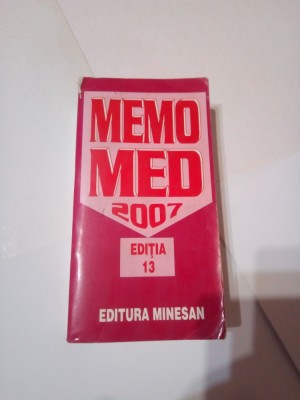 MEMO
MED
2007
EDIȚIA
13
EDITURA MINESAN